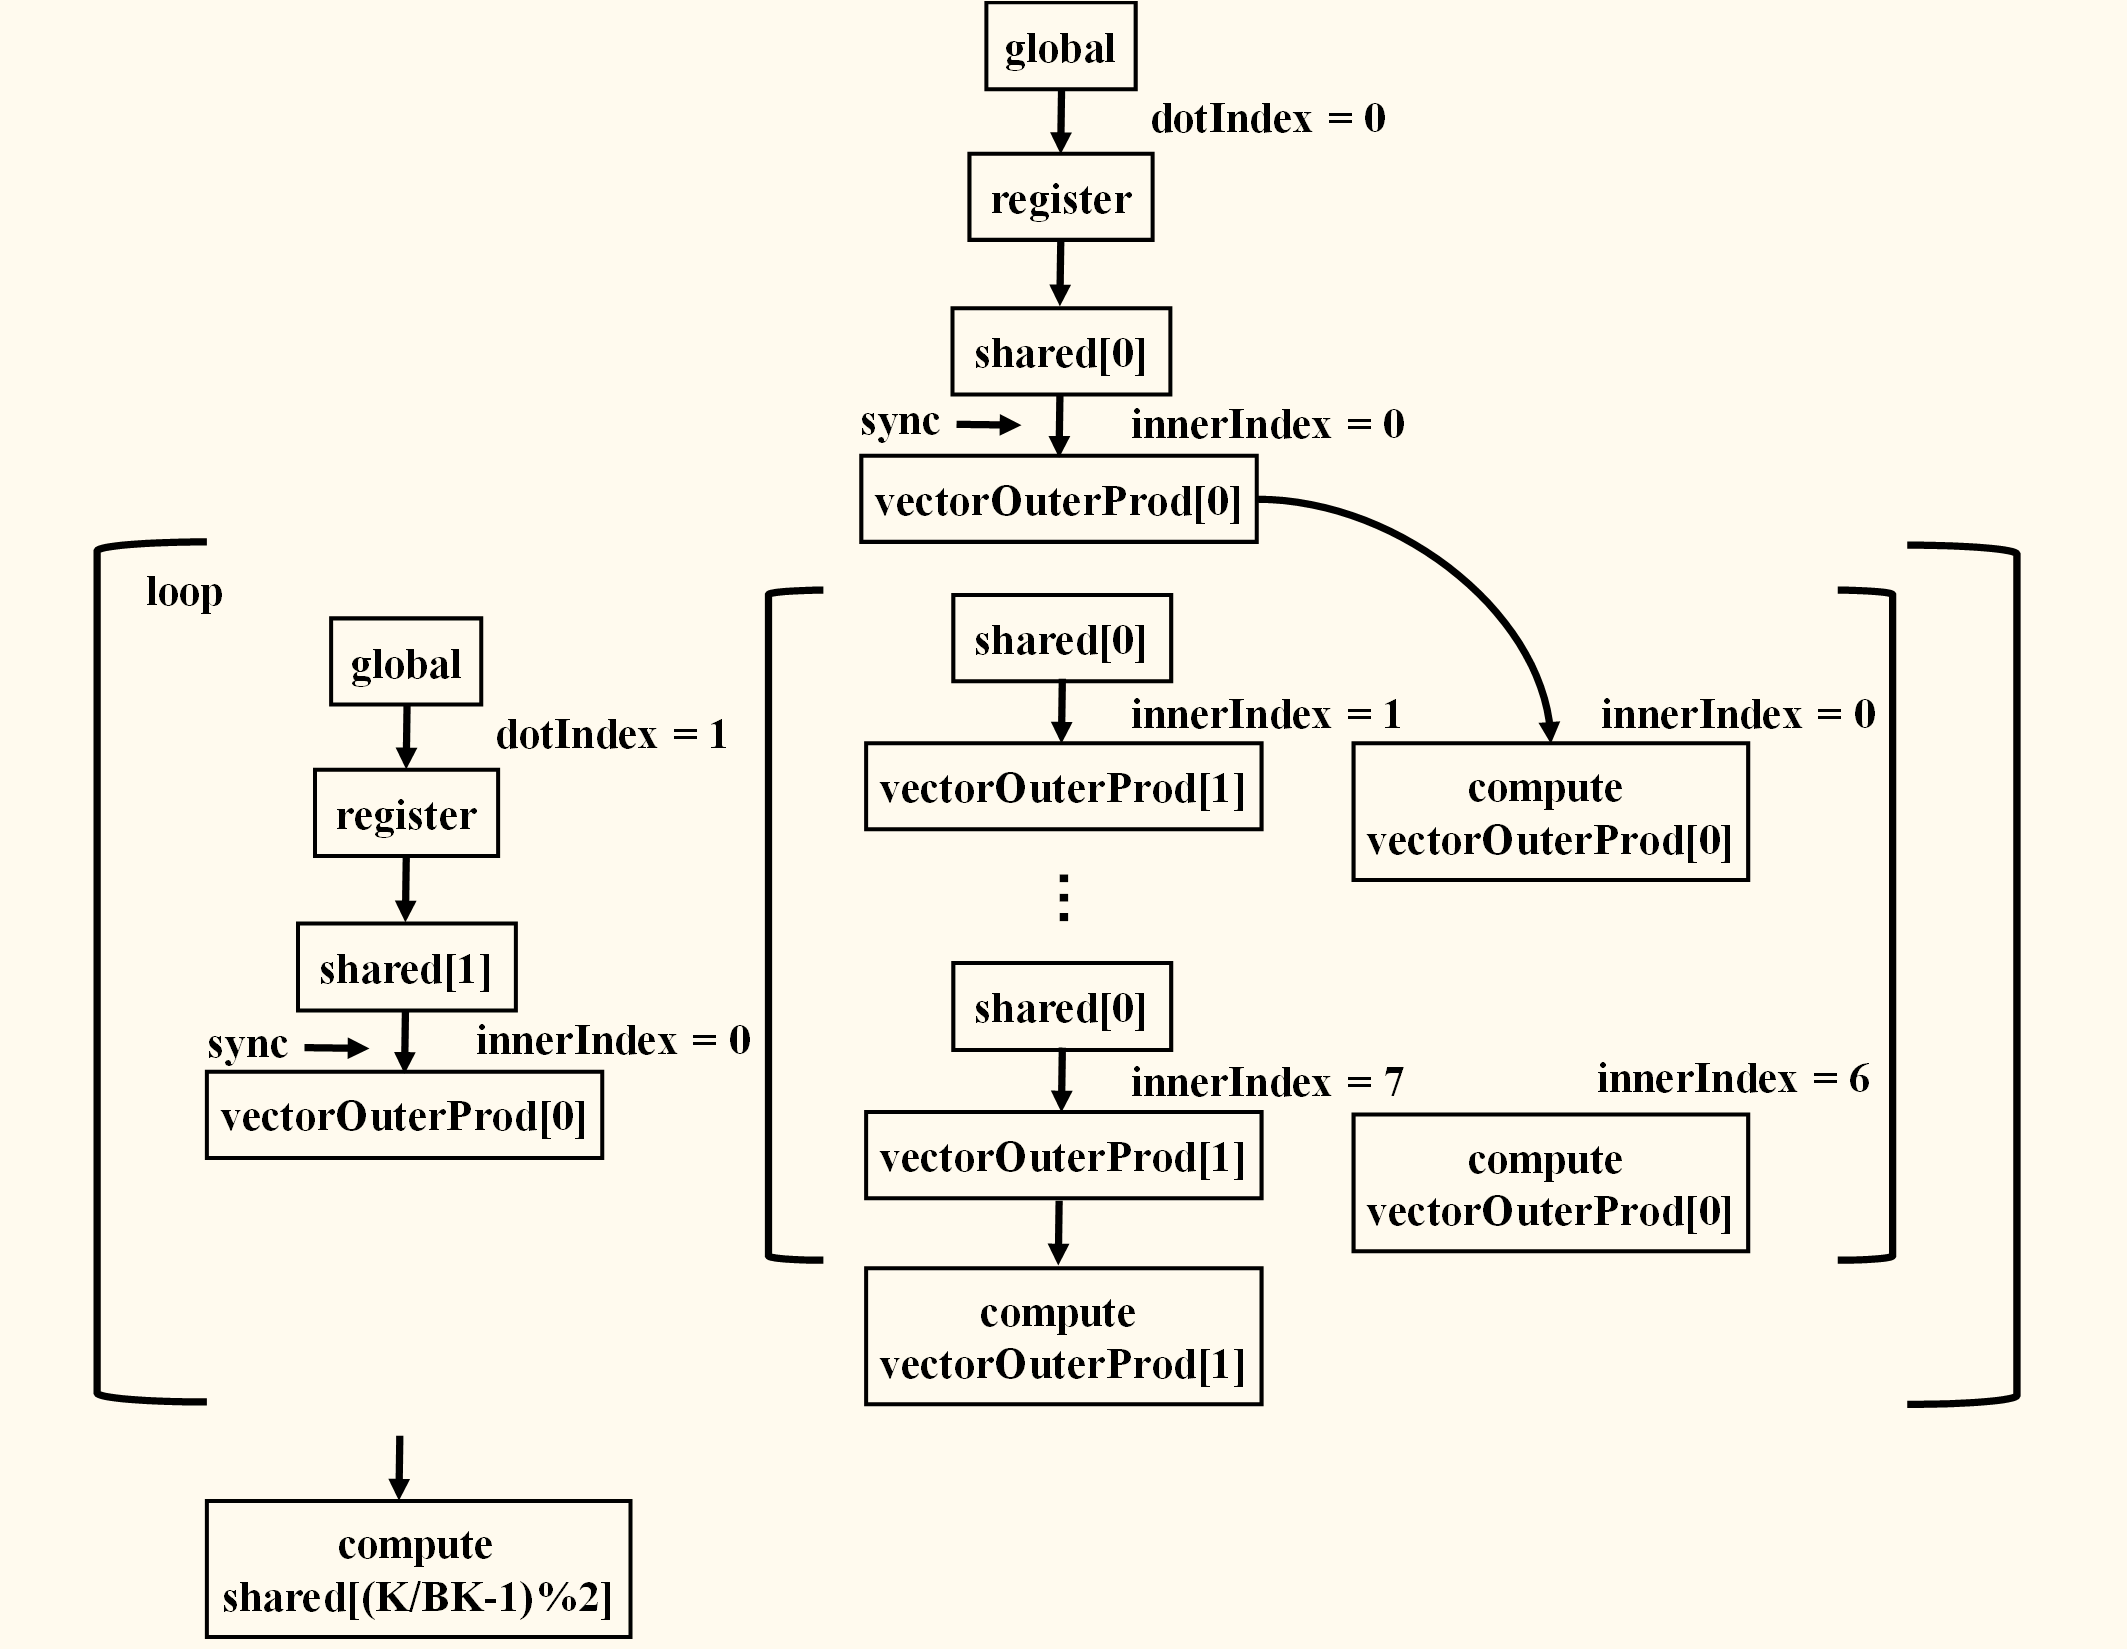 global
dotIndex = 0
register
shared[0]
sync
innerIndex = 0
vectorOuterProd[0]
loop
global
dotIndex = 1
register
shared[1]
sync
innerIndex = 0
vectorOuterProd[0]
shared[0]
innerIndex = 1
vectorOuterProd[1]
innerIndex = 0
compute
vectorOuterProd[0]
⋮
shared[0]
innerIndex = 7
vectorOuterProd[1]
innerIndex = 6
compute
vectorOuterProd[0]
compute
vectorOuterProd[1]
compute
shared[(K/BK-1)%2]